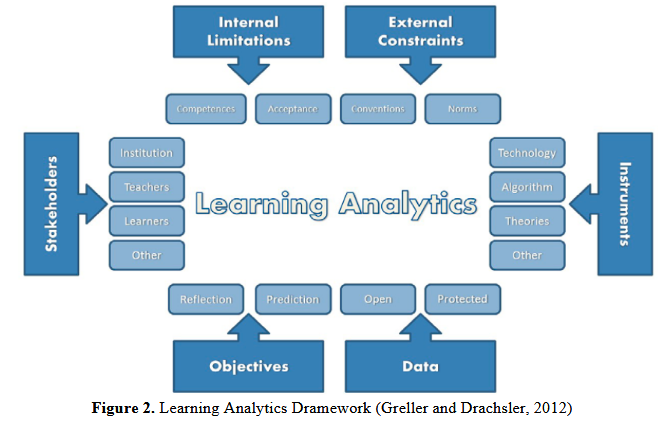 Internal
Limitations
External
Constraints
Competences
Acceptance
Conventions
Norms
Stakeholders
Institution
Teachers
Learners
Other
Learning Analytics
Technology
Algorithm
Theories
Other
Instruments
Reflection
Prediction
Open
Protected
Objectives
Data
Figure 2. Learning Analytics Dramework (Greller and Drachsler, 2012)